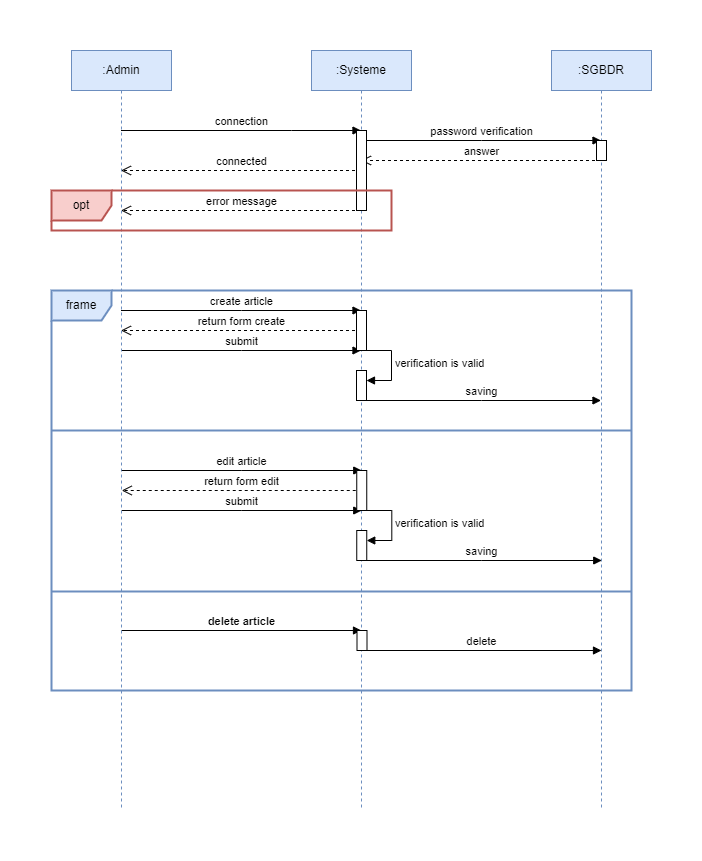 :Admin
:Systeme
:SGBDR
connection
password verification
answer
connected
opt
error message
frame
create article
return form create
submit
verification is valid
saving
edit article
return form edit
submit
verification is valid
saving
delete article
delete